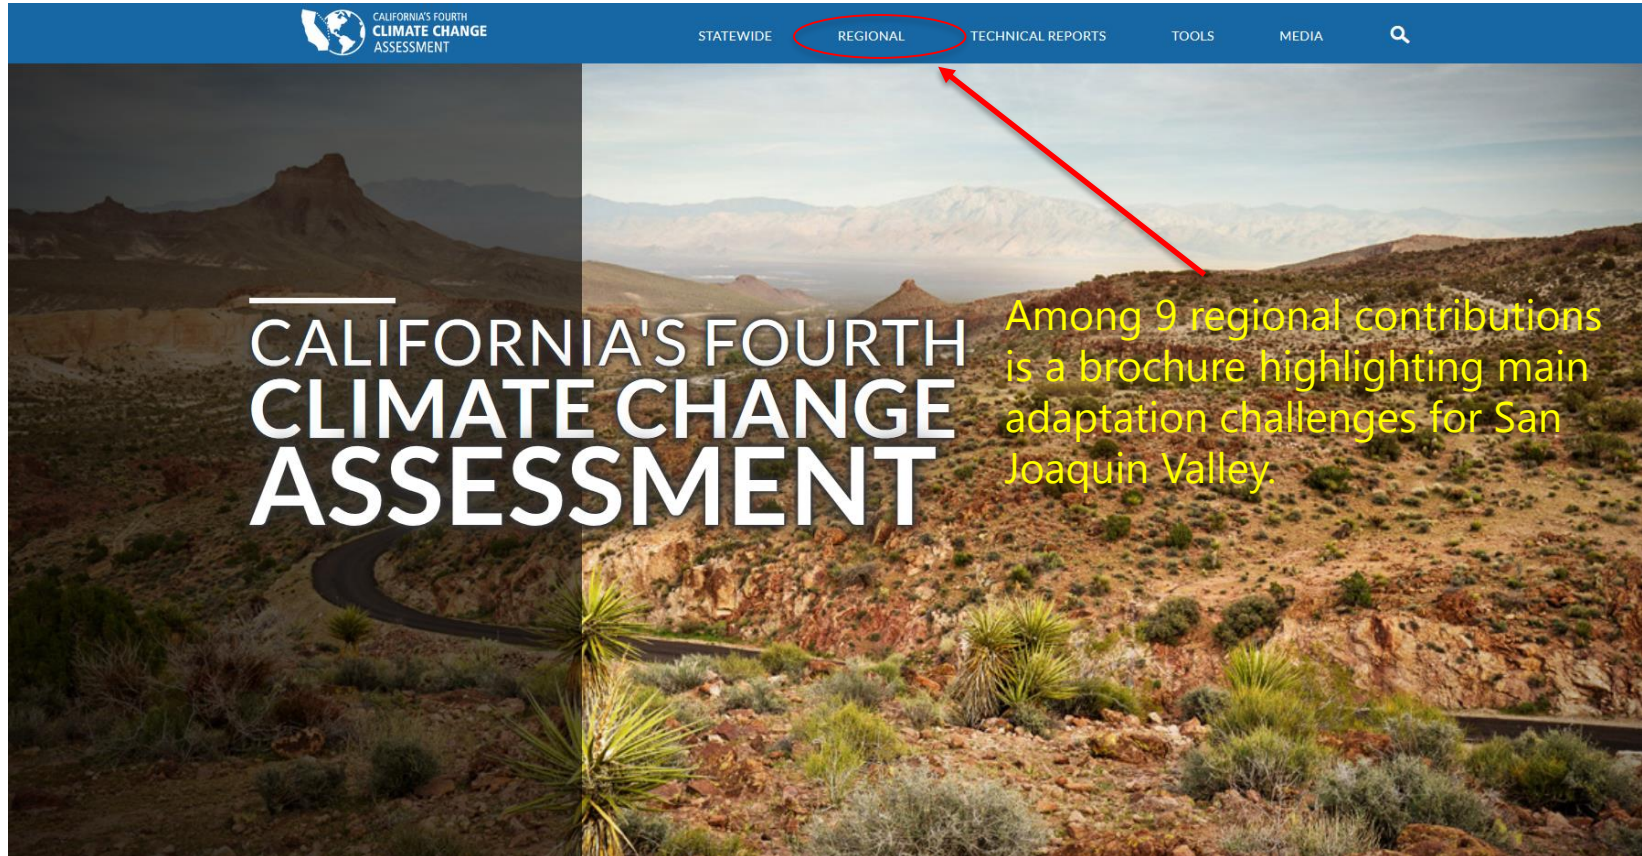 CALIFORNIA'S FOURTH
CLIMATE CHANGE
ASSESSMENT
STATEWIDE
REGIONAL
TECHNICAL REPORTS
TOOLS
MEDIA
CALIFORNIA'S FOURTH
CLIMATE CHANGE
ASSESSMENT
Among 9 regional contributions
is a brochure highlighting main
adaptation challenges for San
Joaquin Valley.